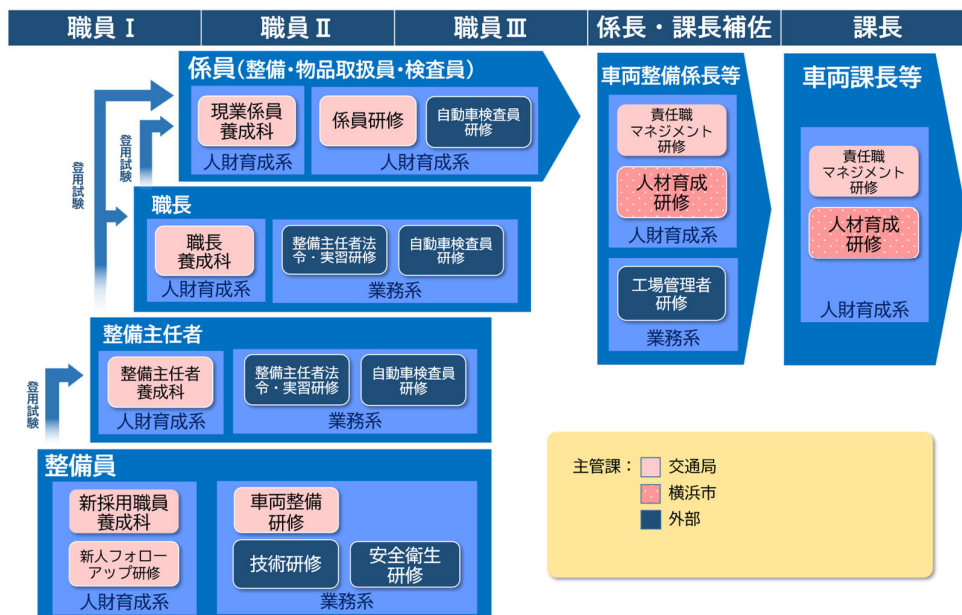 職員Ⅰ
職員Ⅱ
職員Ⅲ
係長・課長補佐
課長
係員(整備・物品取扱員・検査員)
現業係員
養成科
人財育成系
係員研修
自動車検査員
研修
人財育成系
車両整備係長等
責任職
マネジメント
研修
人材育成
研修
人財育成系
工場管理者
研修
業務系
車両課長等
責任職
マネジメント
研修
人材育成
研修
人財育成系
登用試験
登用試験
職長
職長
養成科
人財育成系
整備主任者法
令・実習研修
自動車検査員
研修
業務系
整備主任者
整備主任者
養成科
人財育成系
整備主任者法
令・実習研修
自動車検査員
研修
業務系
登用試験
整備員
新採用職員
養成科
新人フォロー
アップ研修
人財育成系
車両整備
研修
技術研修
安全衛生
研修
業務系
主管課:
交通局
横浜市
外部